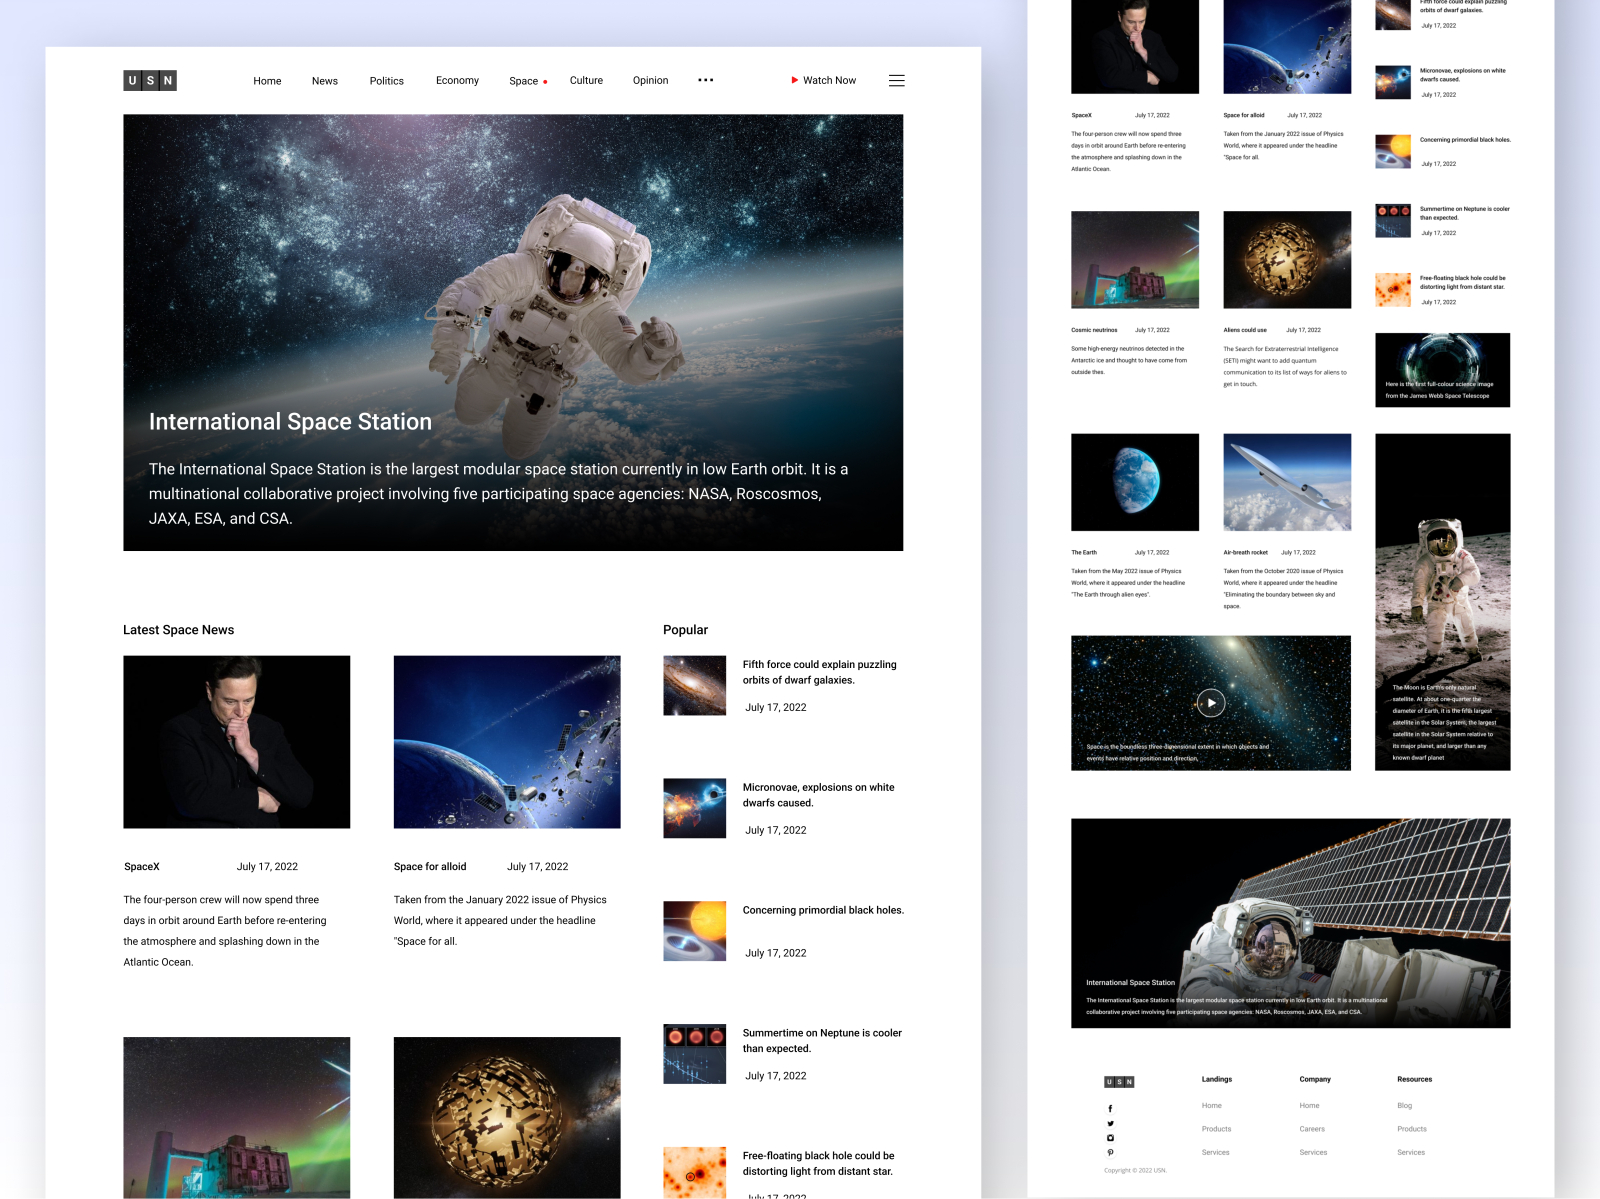 USN
Home News Politics Economy Space Culture Opinion Watch Now
International Space Station
The International Space Station is the largest modular space station currently in low Earth orbit. It is a
multinational collaborative project involving five participating space agencies: NASA, Roscosmos,
JAXA, ESA, and CSA.
Latest Space News
SpaceX July 17, 2022
The four-person crew will now spend three
days in orbit around Earth before re-entering
the atmosphere and splashing down in the
Atlantic Ocean.
Space for alloid July 17, 2022
Taken from the January 2022 issue of Physics
World, where it appeared under the headline
"Space for all.
Popular
Fifth force could explain puzzling
orbits of dwarf galaxies.
July 17, 2022
Micronovae, explosions on white
dwarfs caused.
July 17, 2022
Concerning primordial black holes.
July 17, 2022
Summertime on Neptune is cooler
than expected.
July 17, 2022
Free-floating black hole could be
distorting light from distant star.
July 17, 2022
SpaceX July 17, 2022
The four-person crew will now spend three
days in orbit around Earth before re-entering
the atmosphere and splashing down in the
Atlantic Ocean.
Space for alloid July 17, 2022
Taken from the January 2022 issue of Physics
World, where it appeared under the headline
"Space for all.
Cosmic neutrinos July 17, 2022
Some high-energy neutrinos detected in the
Antarctic ice and thought to have come from
outside thes.
Aliens could use July 17, 2022
The Search for Extraterrestrial Intelligence
(SETI) might want to add quantum
communication to its list of ways for aliens to
get in touch.
The Earth July 17, 2022
Taken from the May 2022 issue of Physics
World, where it appeared under the headline
"The Earth through alien eyes".
Air-breath rocket July 17, 2022
Taken from the October 2020 issue of Physics
World, where it appeared under the headline
"Eliminating the boundary between sky and
space.
Space is the boundless three-dimensional extent in which objects and
events have relative position and direction.
Fifth force could explain puzzling
orbits of dwarf galaxies.
July 17, 2022
Micronovae, explosions on white
dwarfs caused.
July 17, 2022
Concerning primordial black holes.
July 17, 2022
Summertime on Neptune is cooler
than expected.
July 17, 2022
Free-floating black hole could be
distorting light from distant star.
July 17, 2022
Here is the first full-colour science image
from the James Webb Space Telescope
The Moon is Earth's only natural
satellite. At about one-quarter the
diameter of Earth, it is the fifth largest
satellite in the Solar System, the largest
satellite in the Solar System relative to
its major planet, and larger than any
known dwarf planet
International Space Station
The International Space Station is the largest modular space station currently in low Earth orbit. It is a multinational
collaborative project involving five participating space agencies: NASA, Roscosmos, JAXA, ESA, and CSA.
USN
Copyright © 2022 USN.
Landings
Home
Products
Services
Company
Home
Careers
Services
Resources
Blog
Products
Services